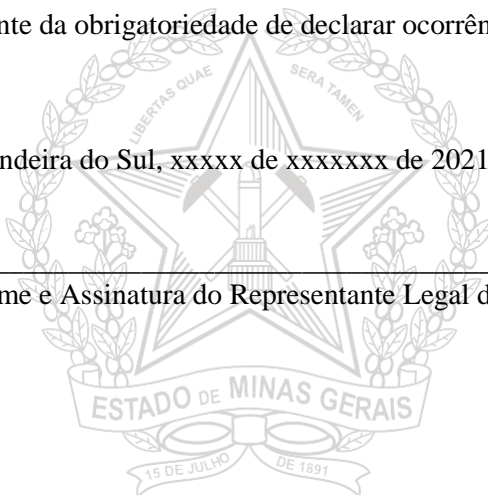 nte da obrigatoriedade de declarar ocorrên
LIBERTAS QUAE SERA TAMEN
ndeira do Sul, xxxxx de xxxxxxx de 2021
me e Assinatura do Representante Legal d
ESTADO DE MINAS GERAIS
15 DE JULHO DE 1891